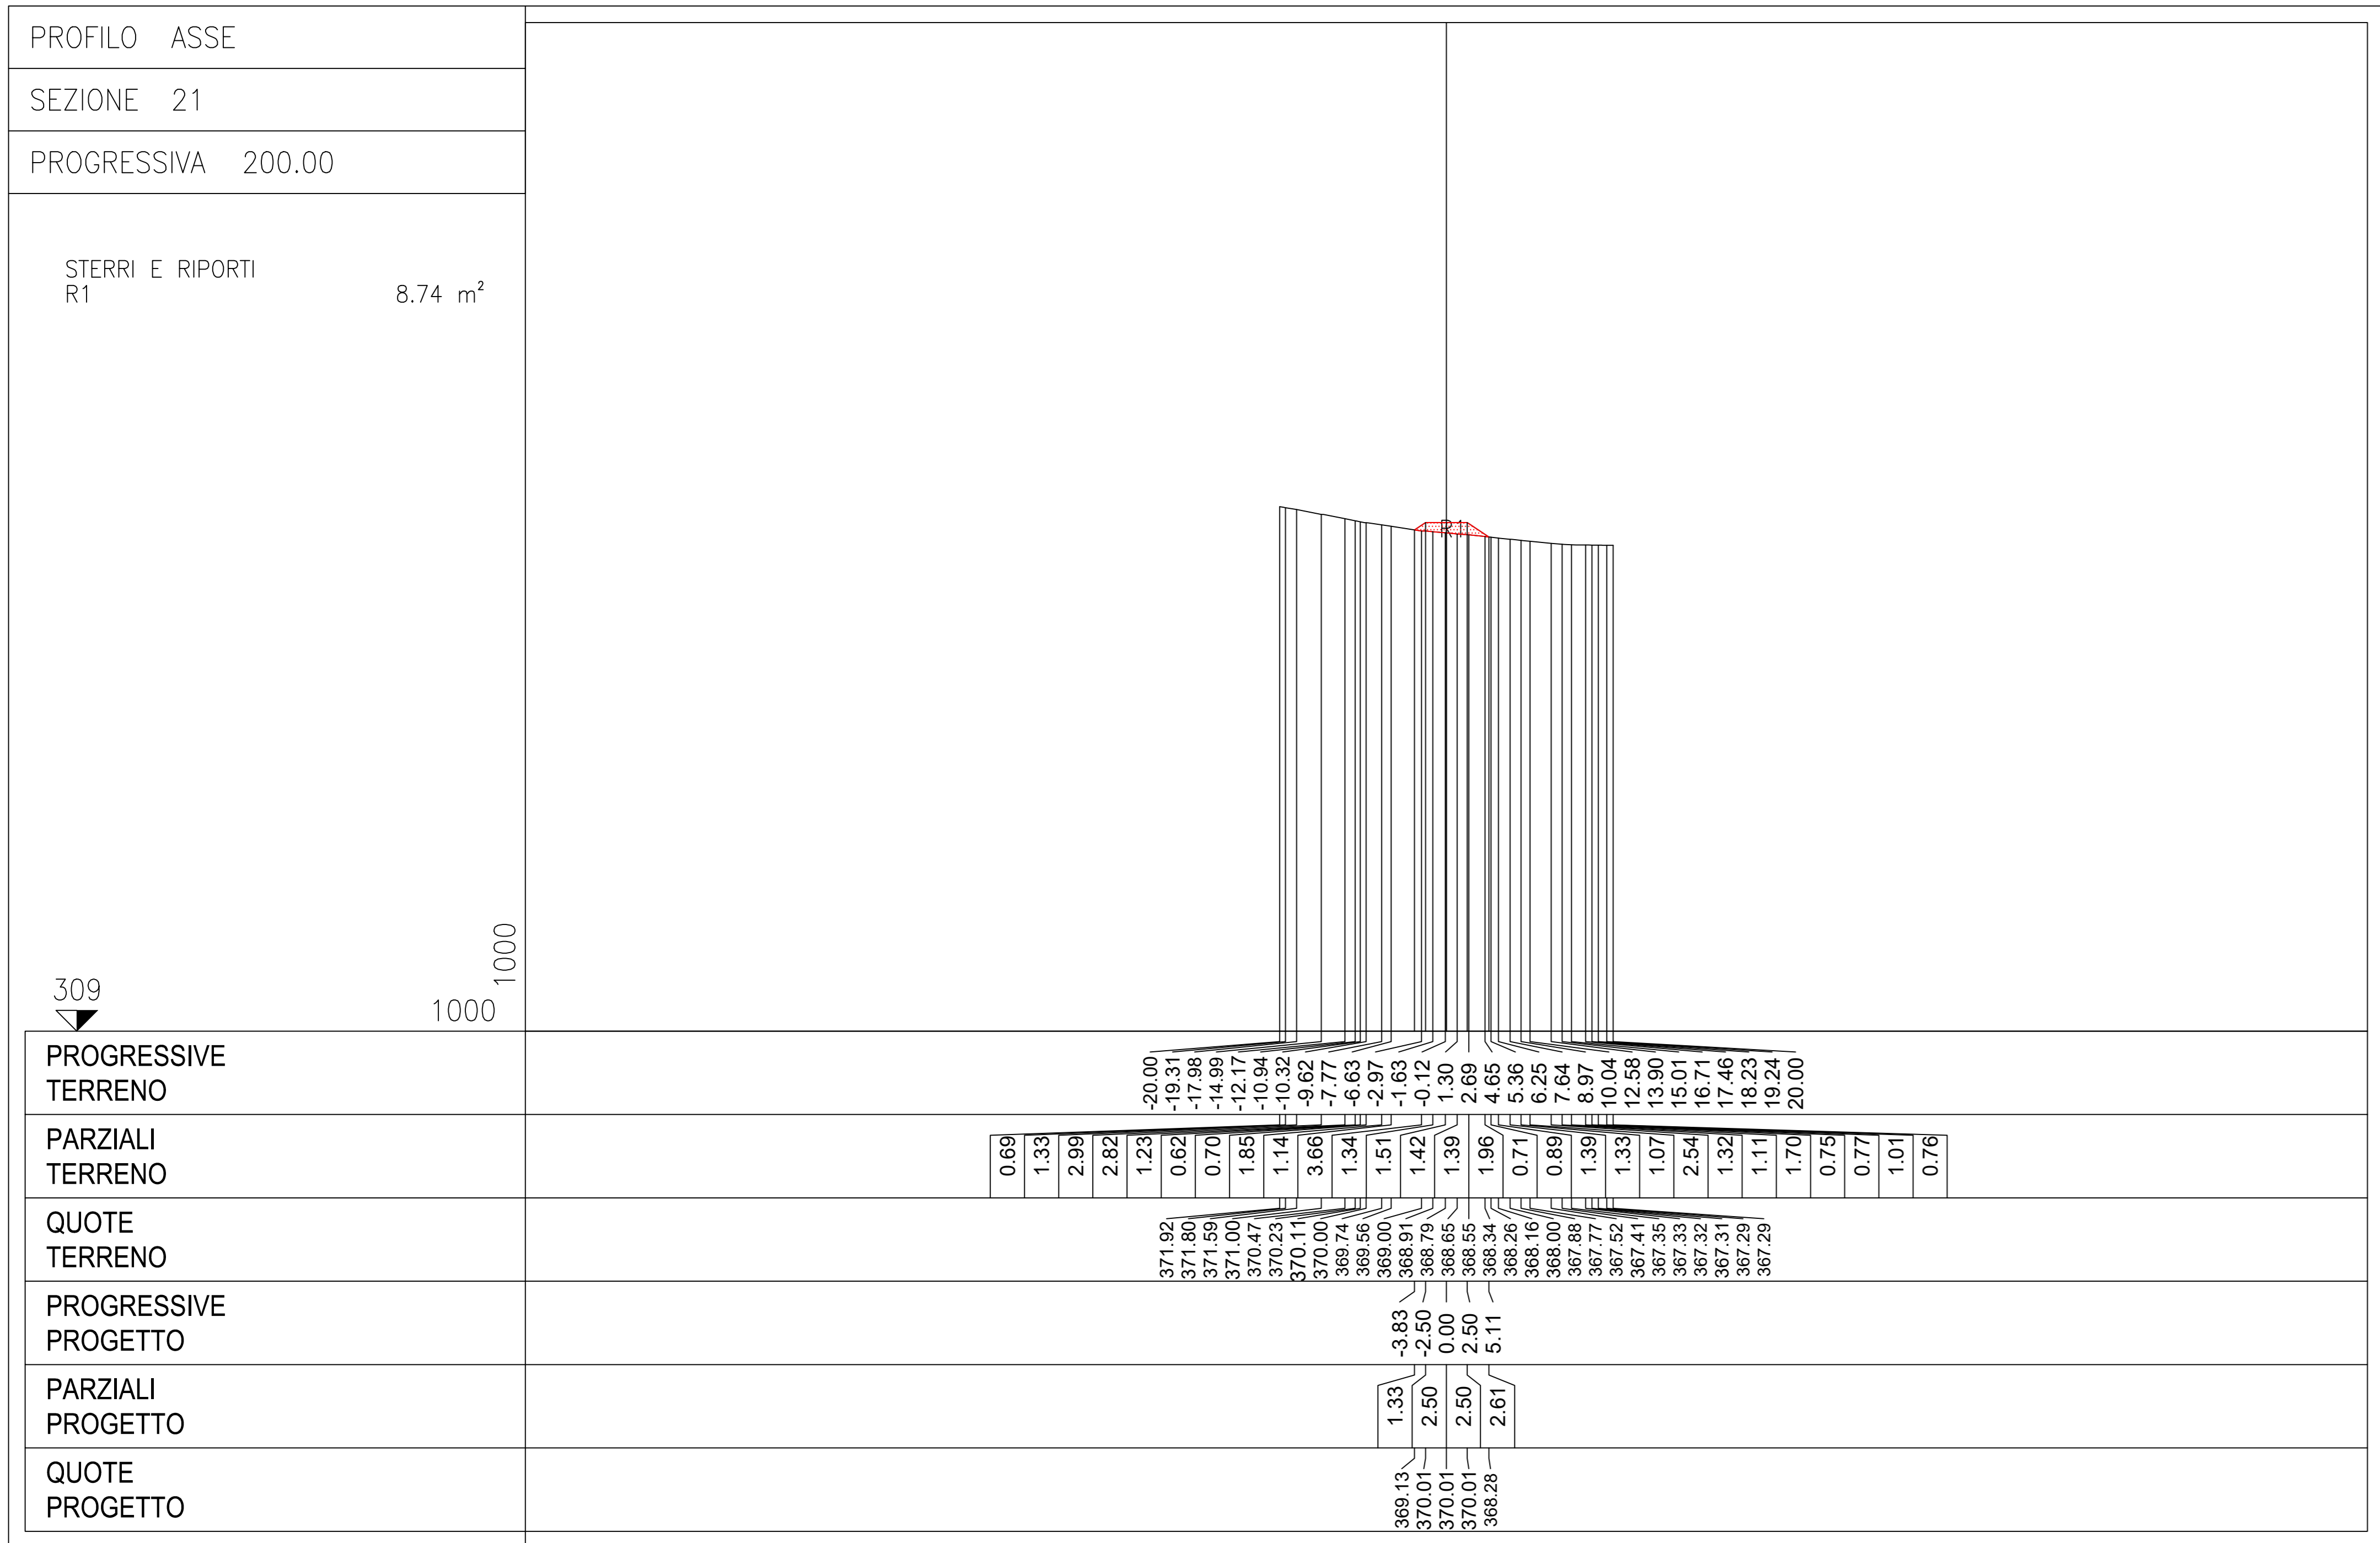 PROFILO ASSE
SEZIONE 21
PROGRESSIVA 200.00
STERRI E RIPORTI
R1 8.74 m²
R1
1000
309
1000
PROGRESSIVE
TERRENO
-20.00 -19.31 -17.98 -14.99 -12.17 -10.94 -10.32 -9.62 -7.77 -6.63 -2.97 -1.63 -0.12 1.30 2.69 4.65 5.36 6.25 7.64 8.97 10.04 12.58 13.90 15.01 16.71 17.46 18.23 19.24 20.00
PARZIALI
TERRENO
0.69 1.33 2.99 2.82 1.23 0.62 0.70 1.85 1.14 3.66 1.34 1.51 1.42 1.39 1.96 0.71 0.89 1.39 1.33 1.07 2.54 1.32 1.11 1.70 0.75 0.77 1.01 0.76
QUOTE
TERRENO
371.92 371.80 371.59 371.00 370.47 370.23 370.11 370.00 369.74 369.56 369.00 368.91 368.79 368.65 368.55 368.34 368.26 368.16 368.00 367.88 367.77 367.52 367.41 367.35 367.33 367.32 367.31 367.29 367.29
PROGRESSIVE
PROGETTO
-3.83 -2.50 0.00 2.50 5.11
PARZIALI
PROGETTO
1.33 2.50 2.50 2.61
QUOTE
PROGETTO
369.13 370.01 370.01 370.01 368.28